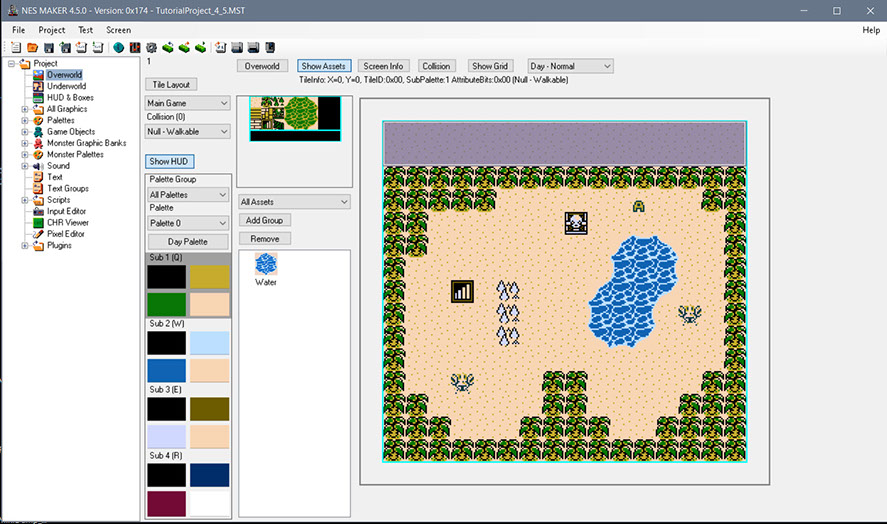 NES MAKER 4.5.0 - Version: 0x174 - TutorialProject_4_5.MST
File Project Test Screen Help
Project
Overworld
Underworld
HUD & Boxes
All Graphics
Palettes
Game Objects
Monster Graphic Banks
Monster Palettes
Sound
Text
Text Groups
Scripts
Input Editor
CHR Viewer
Pixel Editor
Plugins
1
Tile Layout
Main Game
Collision (0)
Null - Walkable
Show HUD
Palette Group
All Palettes
Palette
Palette 0
Day Palette
Sub 1 (Q)
Sub 2 (W)
Sub 3 (E)
Sub 4 (R)
Overworld Show Assets Screen Info Collision Show Grid Day - Normal
TileInfo: X=0, Y=0, TileID:0x00, SubPalette:1 AttributeBits:0x00 (Null - Walkable)
All Assets
Add Group
Remove
Water